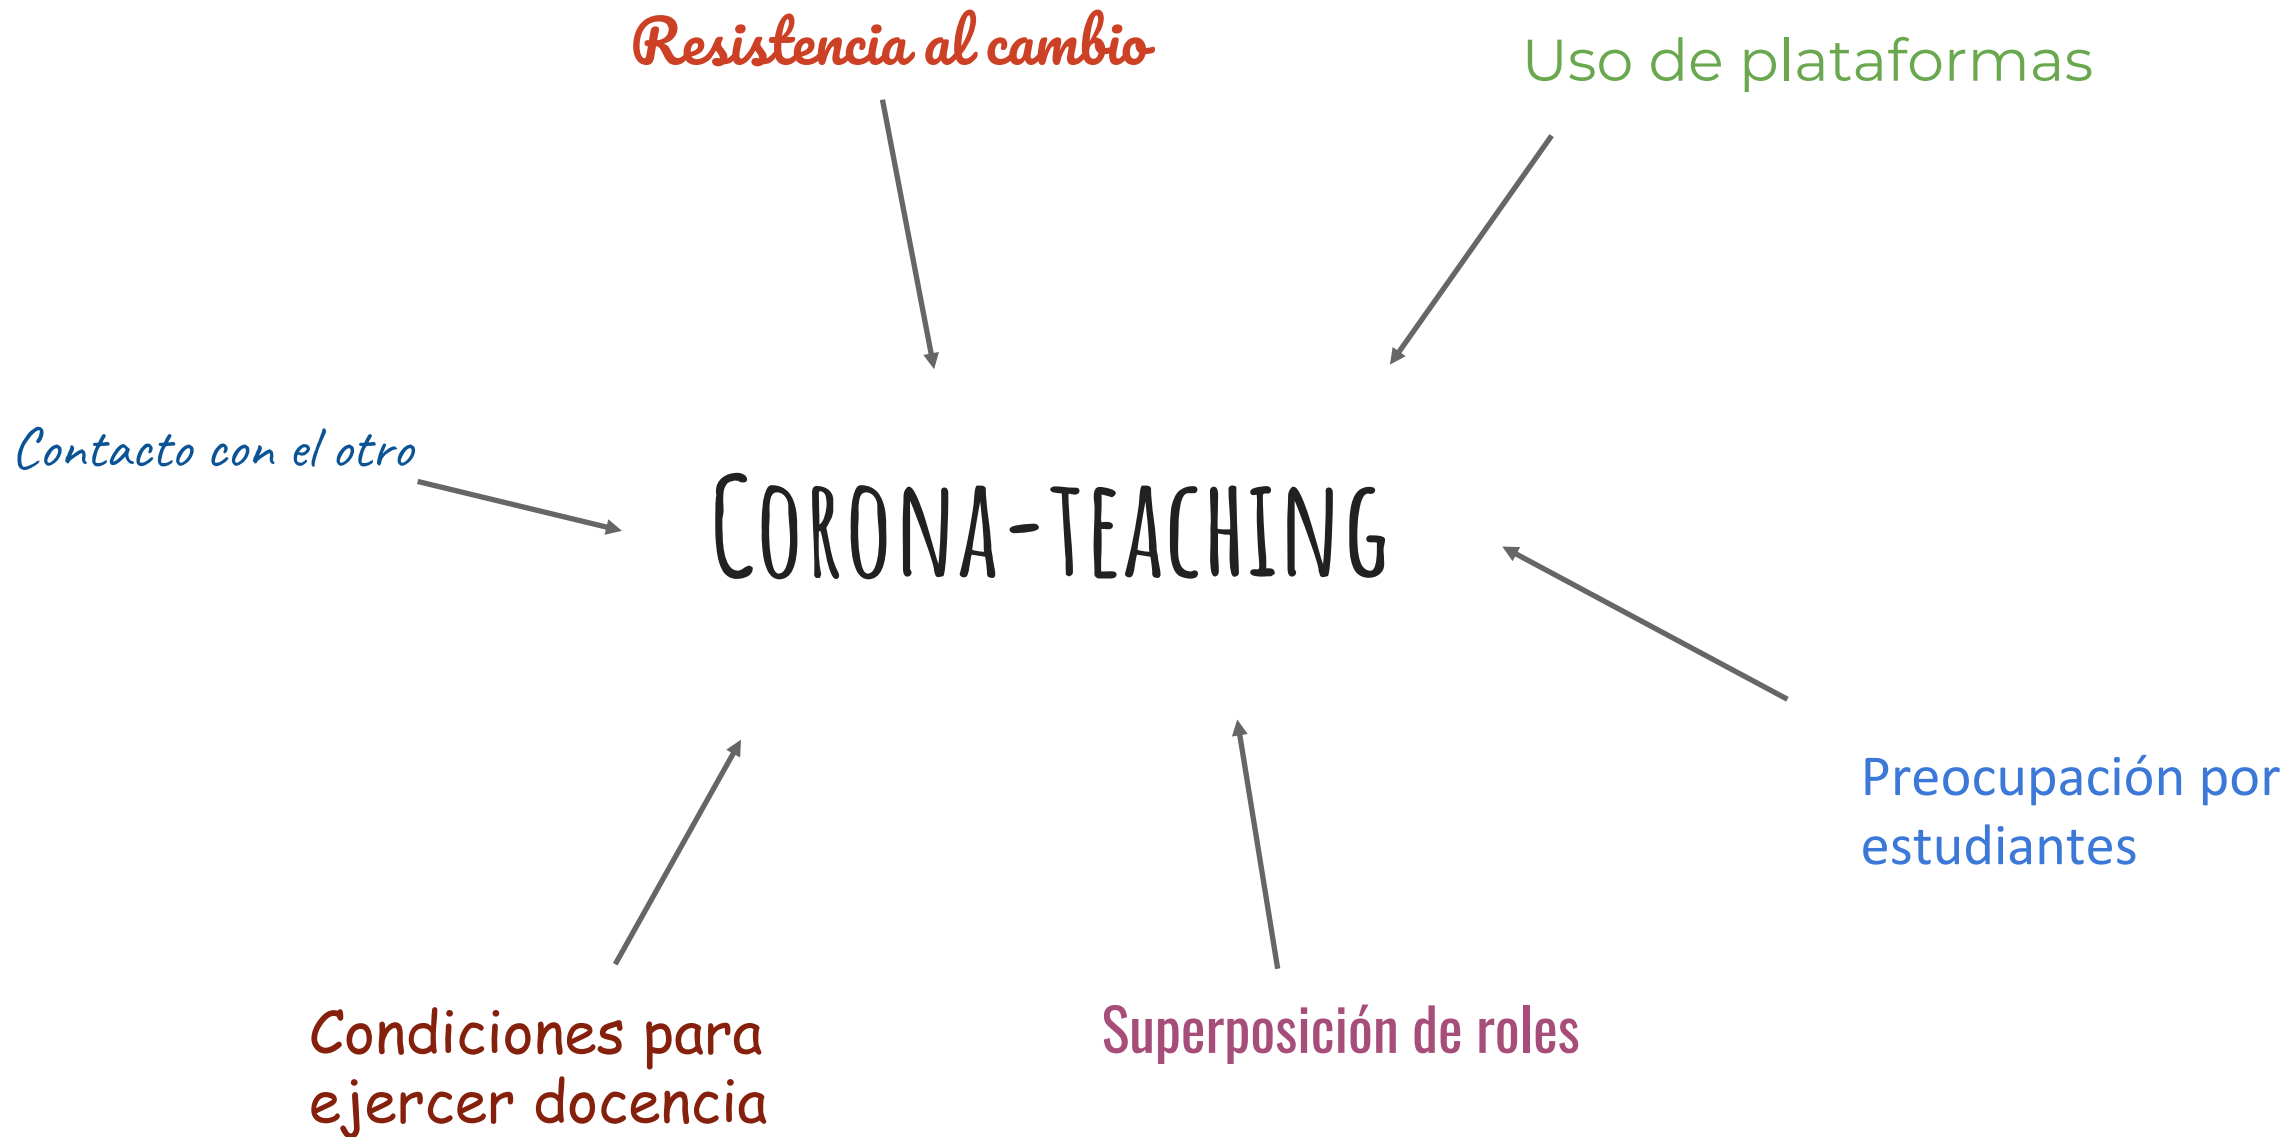 Resistencia al cambio
Uso de plataformas
Contacto con el otro
Corona-teaching
Preocupación por
estudiantes
Condiciones para
ejercer docencia
Superposición de roles